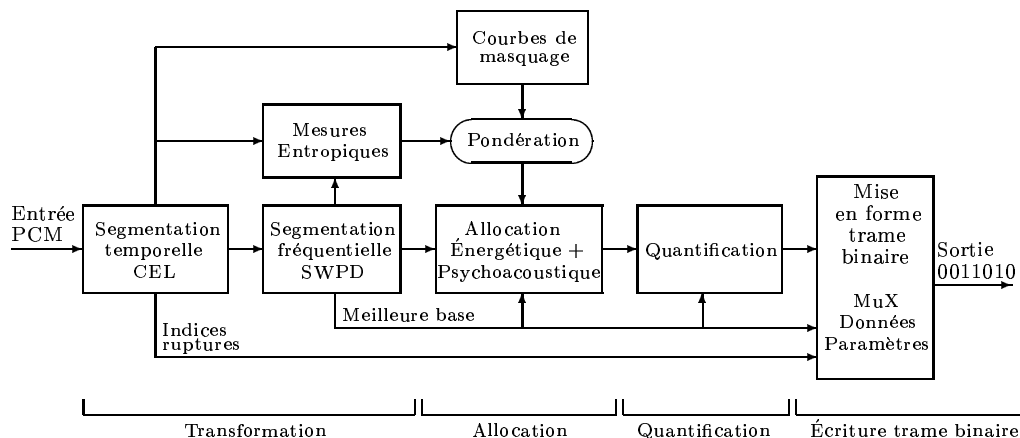 Courbes de
masquage
Mesures
Entropiques
Pondération
Entrée
PCM
Segmentation
temporelle
CEL
Segmentation
fréquentielle
SWPD
Allocation
Énergétique +
Psychoacoustique
Quantification
Mise
en forme
trame
binaire
MuX
Données
Paramètres
Sortie
0011010
Meilleure base
Indices
ruptures
Transformation
Allocation
Quantification
Écriture trame binaire